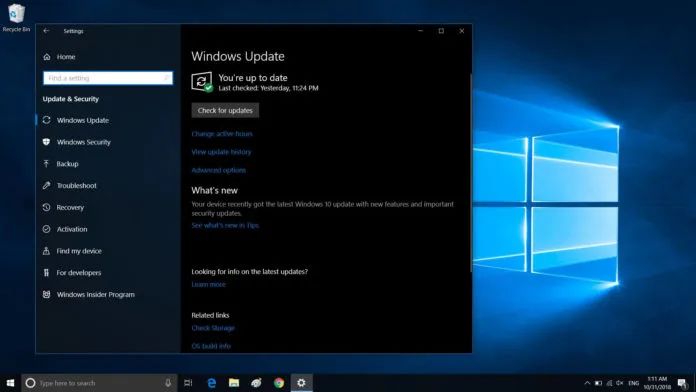 Recycle Bin
Settings
Home
Find a setting
Update & Security
Windows Update
Windows Security
Backup
Troubleshoot
Recovery
Activation
Find my device
For developers
Windows Insider Program
Windows Update
You're up to date
Last checked: Yesterday, 11:24 PM
Check for updates
Change active hours
View update history
Advanced options
What's new
Your device recently got the latest Windows 10 update with new features and important
security updates.
See what's new in Tips
Looking for info on the latest updates?
Learn more
Related links
Check Storage
OS build info
Type here to search
ENG
1:11 AM
10/31/2018